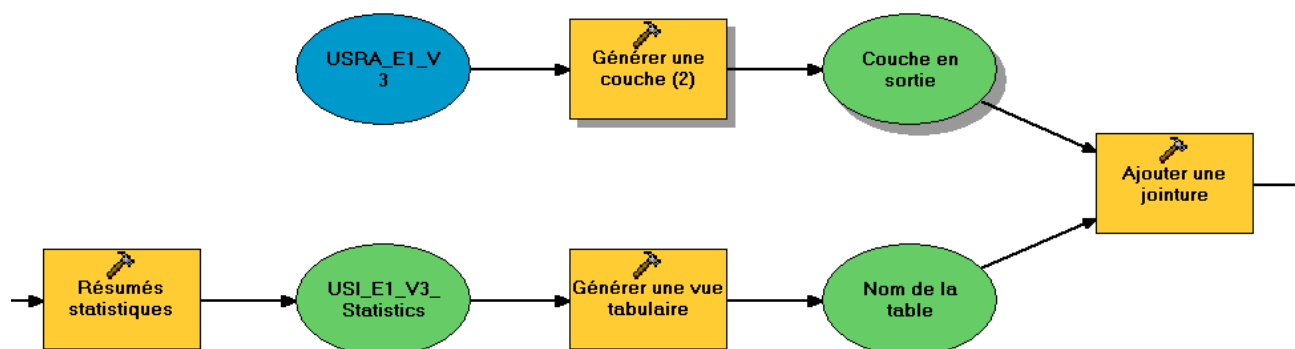 USRA_E1_V
3
Générer une
couche (2)
Couche en
sortie
Ajouter une
jointure
Résumés
statistiques
USI_E1_V3_
Statistics
Générer une vue
tabulaire
Nom de la
table